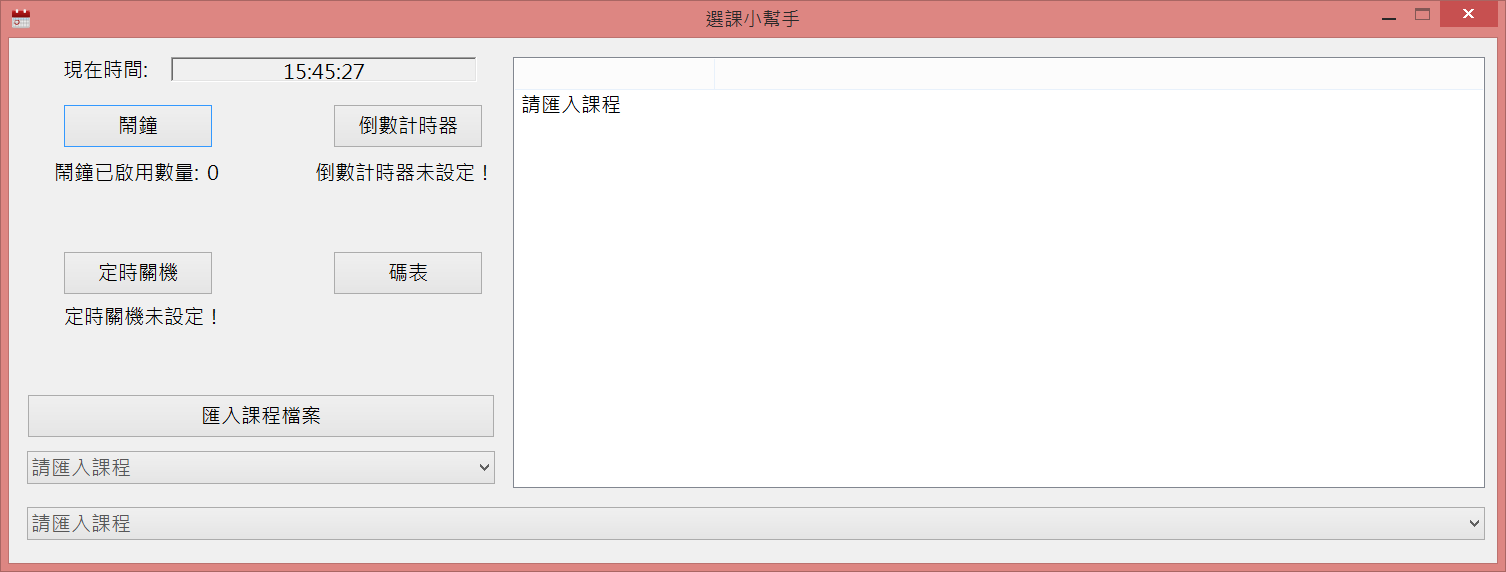 選課小幫手
現在時間: 15:45:27
鬧鐘 倒數計時器
鬧鐘已啟用數量: 0 倒數計時器未設定！
定時關機 碼表
定時關機未設定！
匯入課程檔案
請匯入課程
請匯入課程
請匯入課程